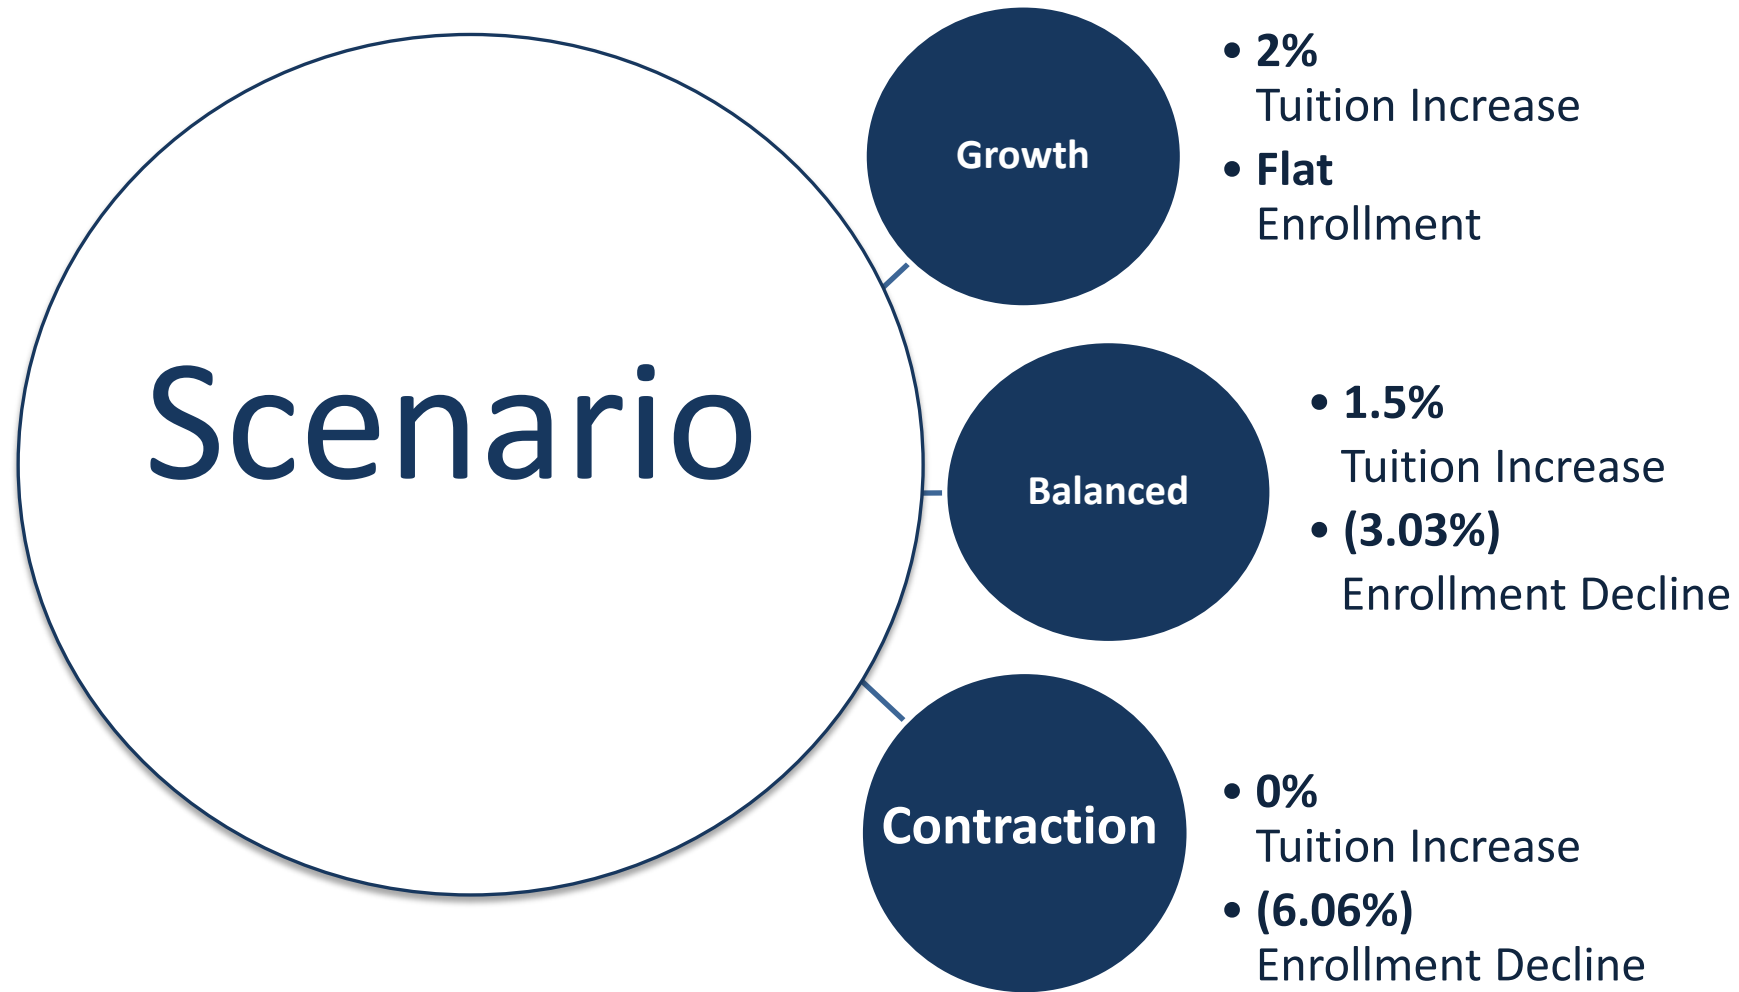 Scenario
Growth
• 2%
Tuition Increase
• Flat
Enrollment
Balanced
• 1.5%
Tuition Increase
• (3.03%)
Enrollment Decline
Contraction
• 0%
Tuition Increase
• (6.06%)
Enrollment Decline